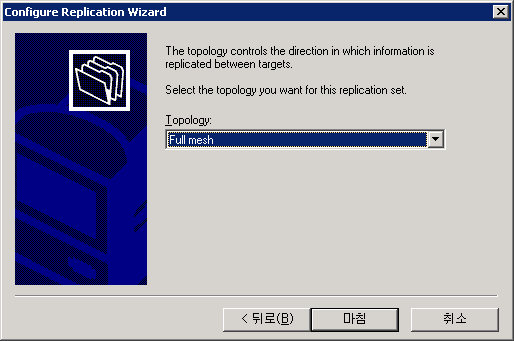 Configure Replication Wizard
The topology controls the direction in which information is
replicated between targets.
Select the topology you want for this replication set.
Topology:
Full mesh
< 뒤로(B)
마침
취소